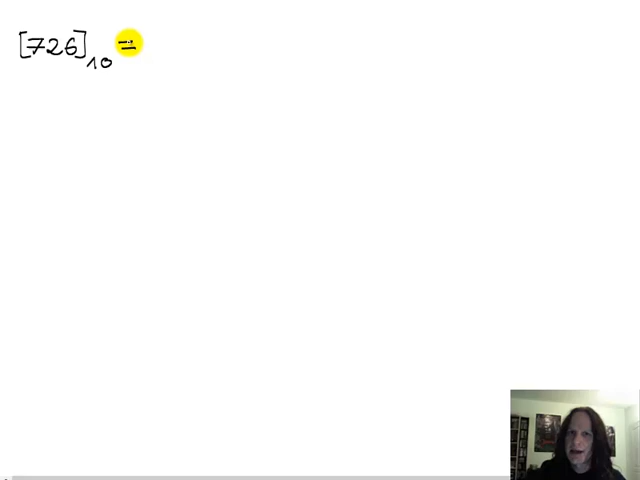 [726]₁₀ =